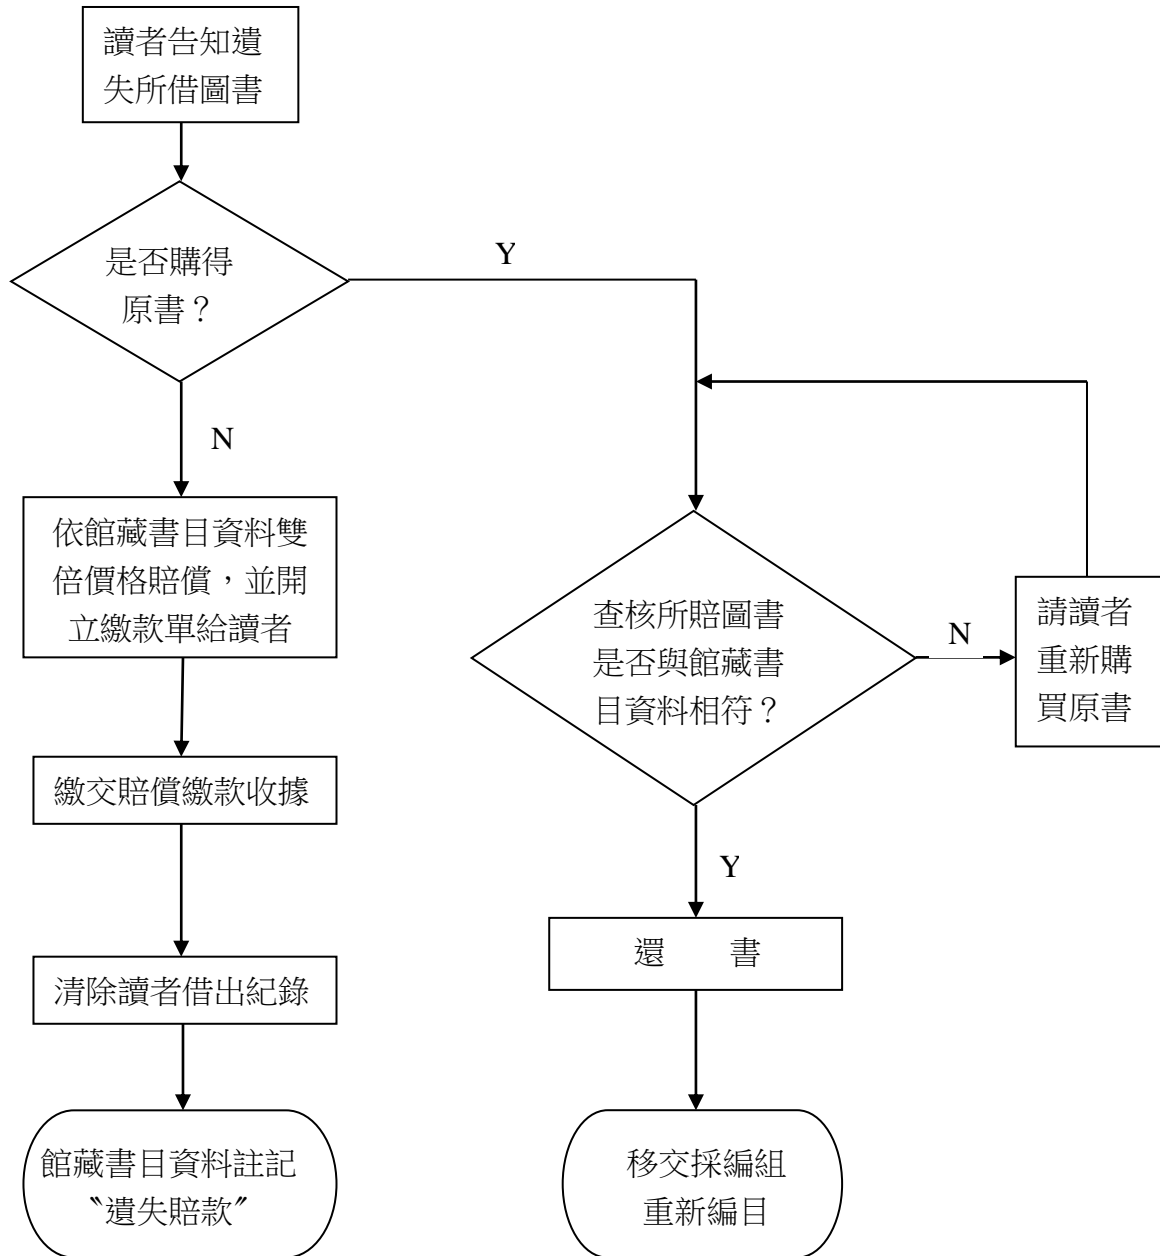 讀者告知遺
失所借圖書
是否購得
原書？
Y
N
依館藏書目資料雙
倍價格賠償，並開
立繳款單給讀者
繳交賠償繳款收據
清除讀者借出紀錄
館藏書目資料註記
〝遺失賠款〞
查核所賠圖書
是否與館藏書
目資料相符？
N
請讀者
重新購
買原書
Y
還　　書
移交採編組
重新編目